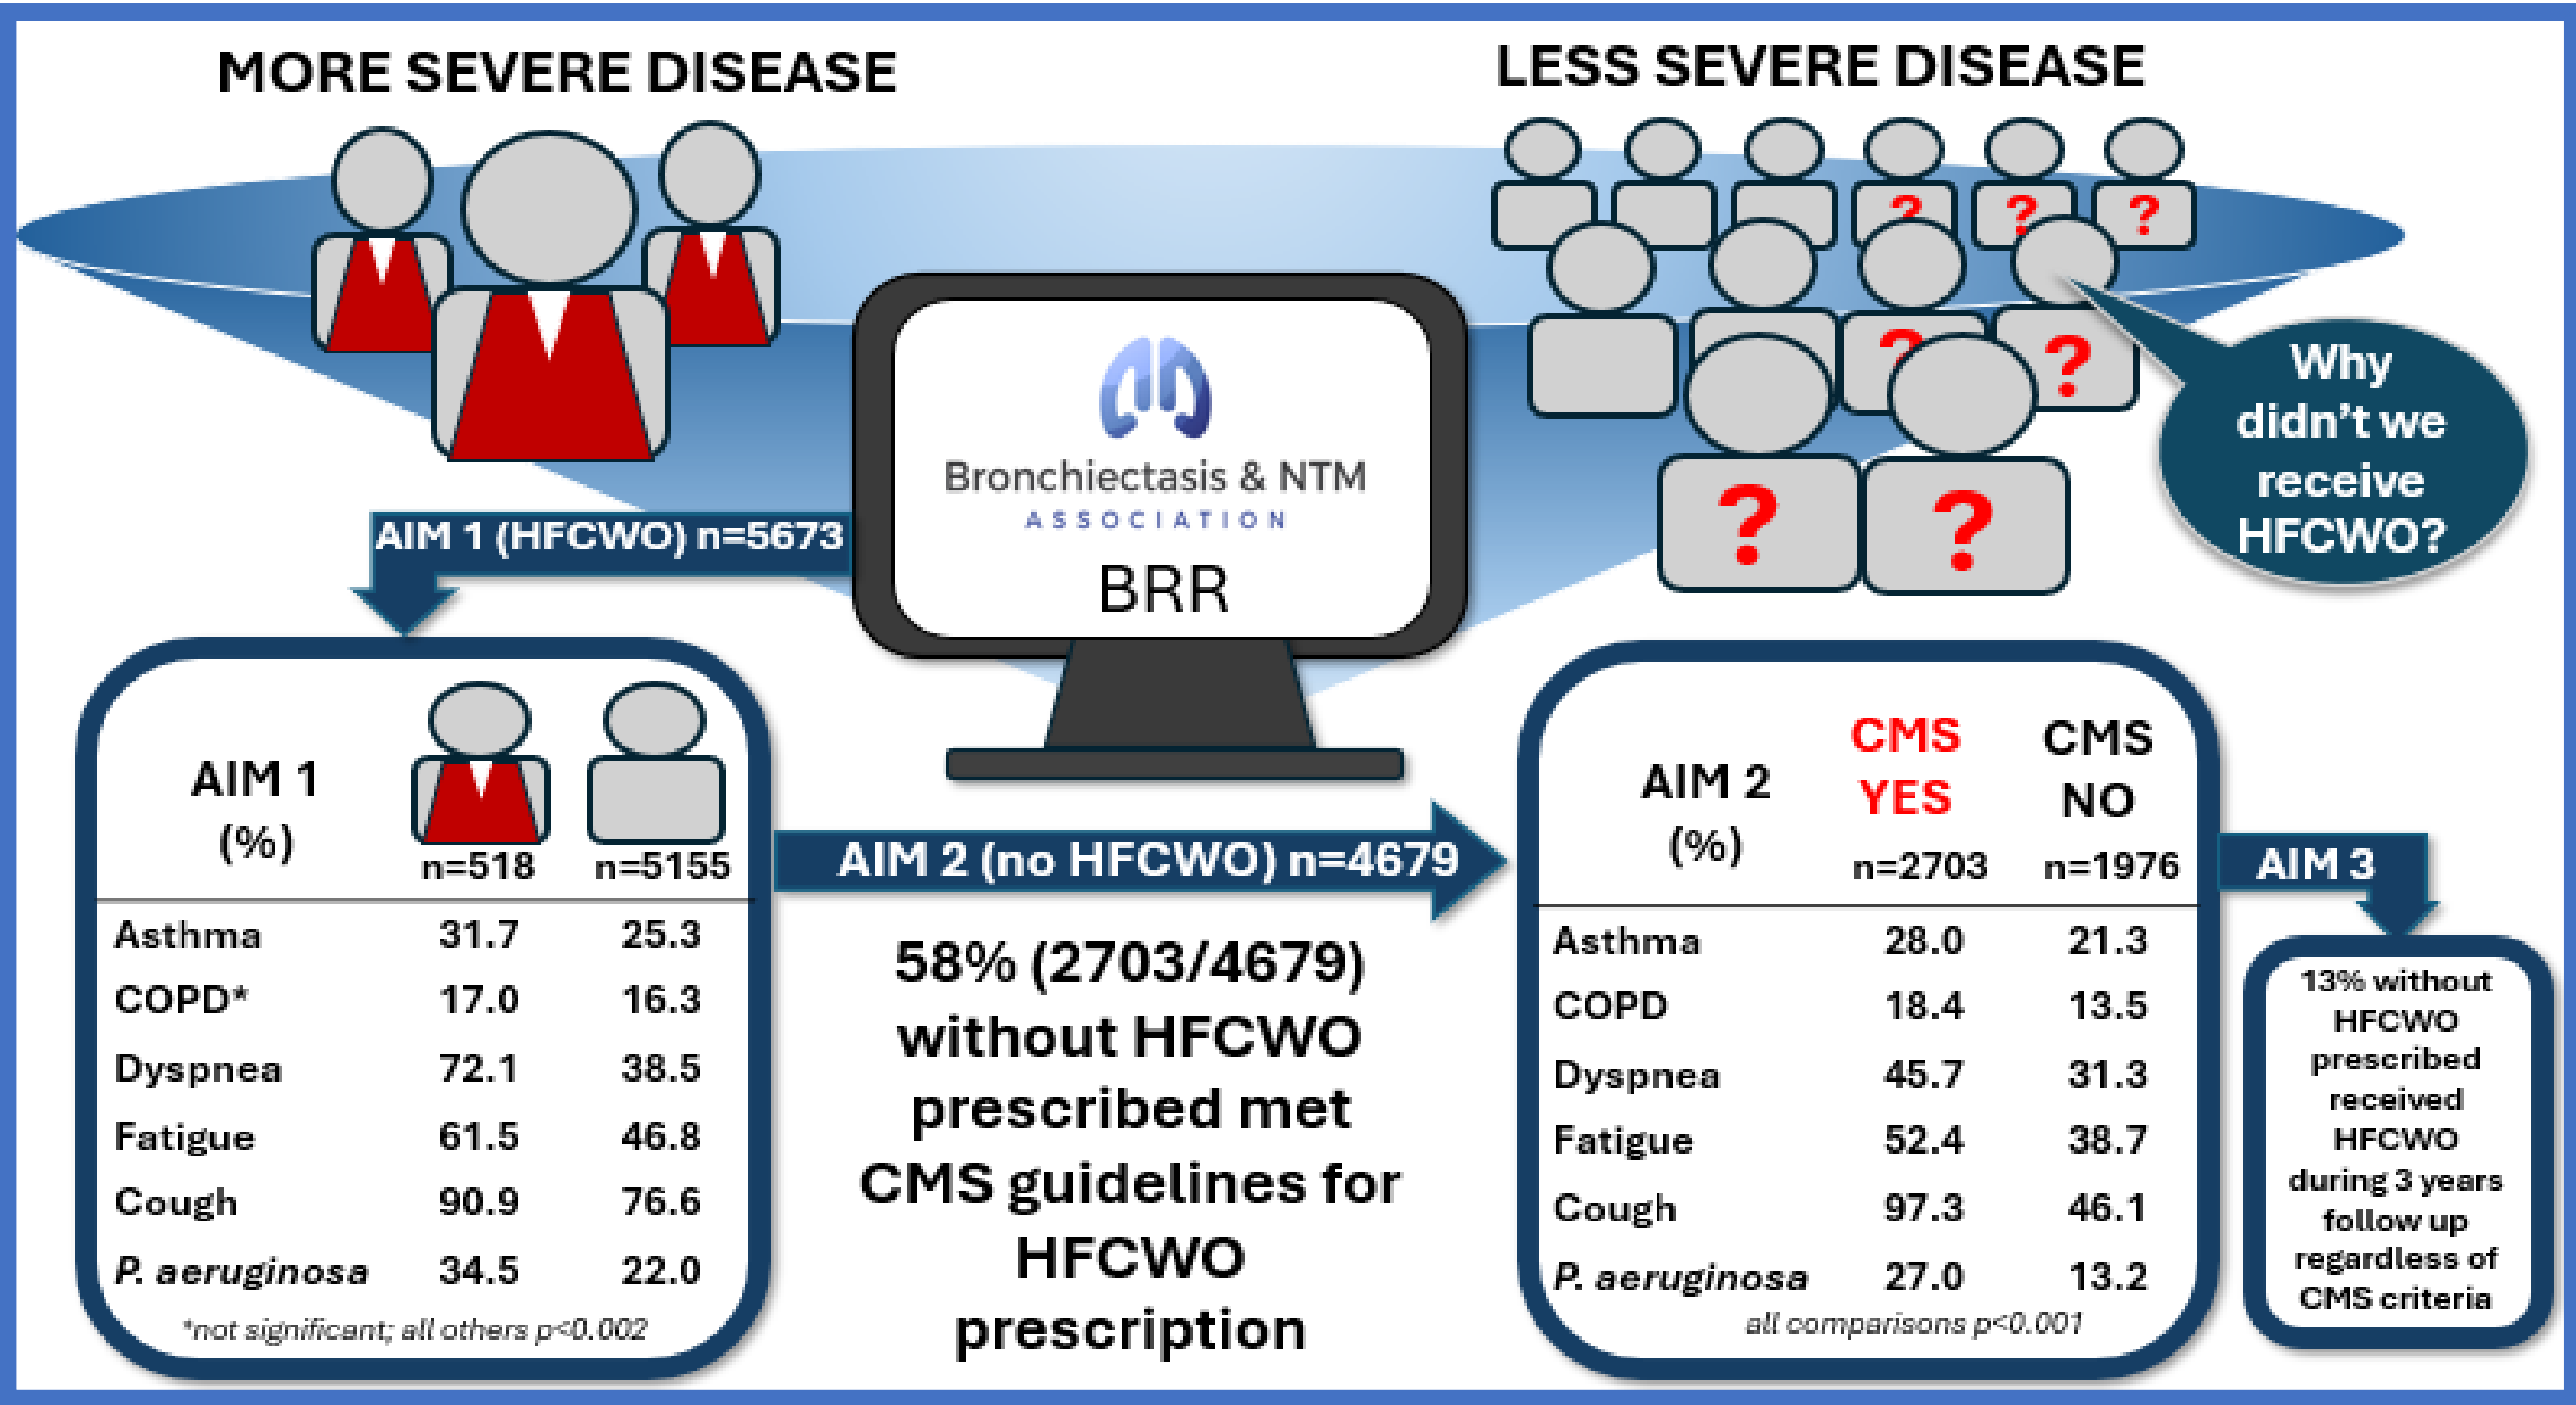 MORE SEVERE DISEASE
LESS SEVERE DISEASE
?
?
?
?
?
?
?
Why
didn't we
receive
HFCWO?
Bronchiectasis & NTM
ASSOCIATION
BRR
AIM 1 (HFCWO) n=5673
AIM 1
(%)
n=518 n=5155
Asthma 31.7 25.3
COPD* 17.0 16.3
Dyspnea 72.1 38.5
Fatigue 61.5 46.8
Cough 90.9 76.6
P. aeruginosa 34.5 22.0
*not significant; all others p<0.002
AIM 2 (no HFCWO) n=4679
58% (2703/4679)
without HFCWO
prescribed met
CMS guidelines for
HFCWO
prescription
AIM 2
(%)
CMS
YES
n=2703
CMS
NO
n=1976
Asthma 28.0 21.3
COPD 18.4 13.5
Dyspnea 45.7 31.3
Fatigue 52.4 38.7
Cough 97.3 46.1
P. aeruginosa 27.0 13.2
all comparisons p<0.001
AIM 3
13% without
HFCWO
prescribed
received
HFCWO
during 3 years
follow up
regardless of
CMS criteria